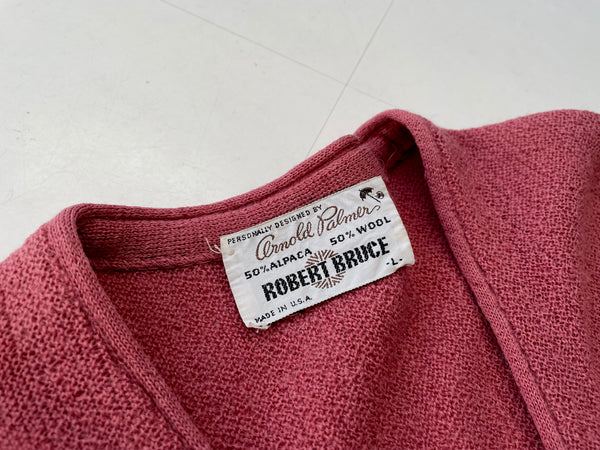 PERSONALLY DESIGNED BY
Arnold Palmer
50% ALPACA 50% WOOL
ROBERT BRUCE
MADE IN U.S.A.
-L-